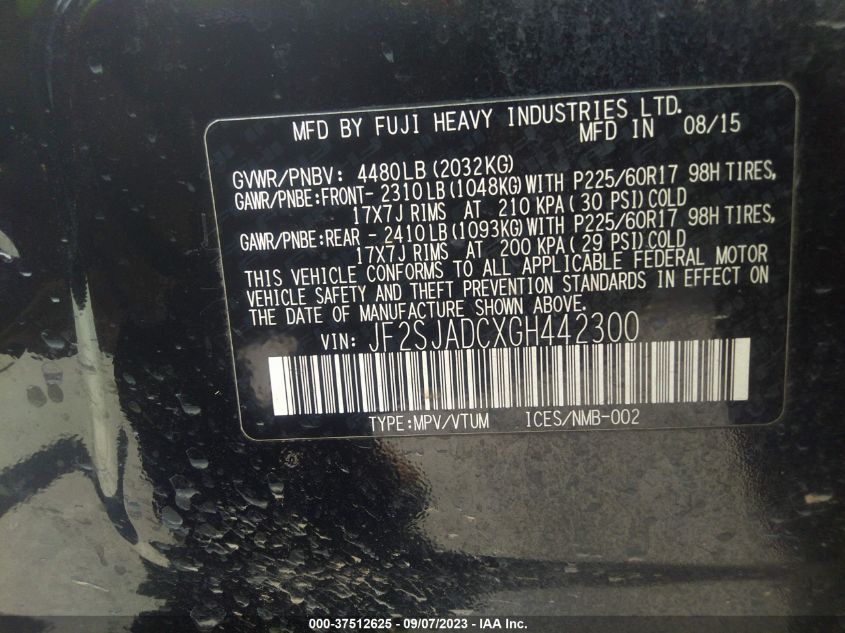 MFD BY FUJI HEAVY INDUSTRIES LTD.
MFD IN 08/15
GVWR/PNBV: 4480LB(2032KG)
GAWR/PNBE:FRONT- 2310LB(1048KG)WITH P225/60R17 98H TIRES,
17X7J RIMS AT 210 KPA(30 PSI)COLD
GAWR/PNBE:REAR - 2410LB(1093KG)WITH P225/60R17 98H TIRES,
17X7J RIMS AT 200 KPA(29 PSI)COLD
THIS VEHICLE CONFORMS TO ALL APPLICABLE FEDERAL MOTOR
VEHICLE SAFETY AND THEFT PREVENTION STANDARDS IN EFFECT ON
THE DATE OF MANUFACTURE SHOWN ABOVE.
VIN: JF2SJADCXGH442300
TYPE:MPV/VTUM ICES/NMB-002
000-37512625 - 09/07/2023 - IAA Inc.